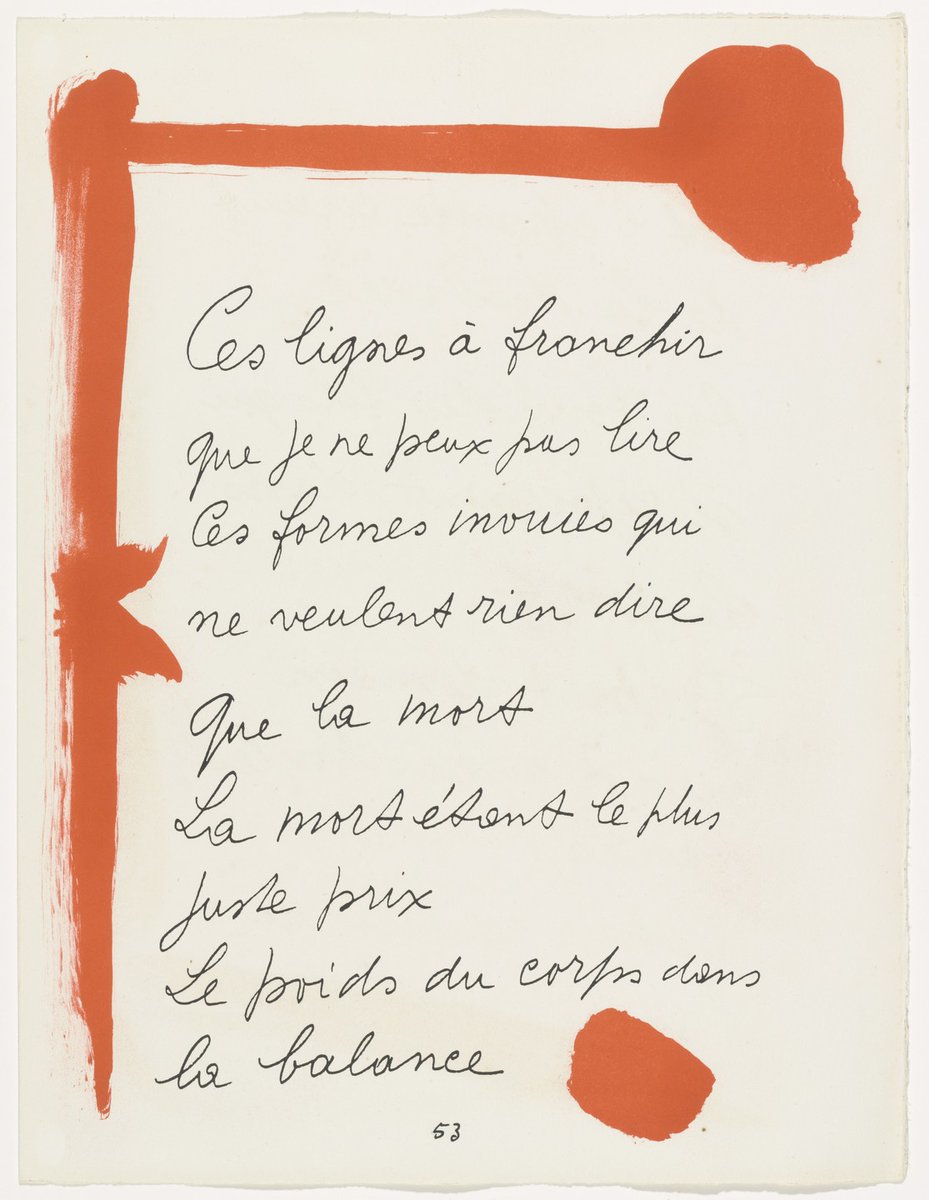 Ces lignes à franchir
que je ne peux pas lire
Ces formes inouies qui
ne veulent rien dire
Que la mort
La mort étant le plus
juste prix
Le poids du corps dans
la balance
53